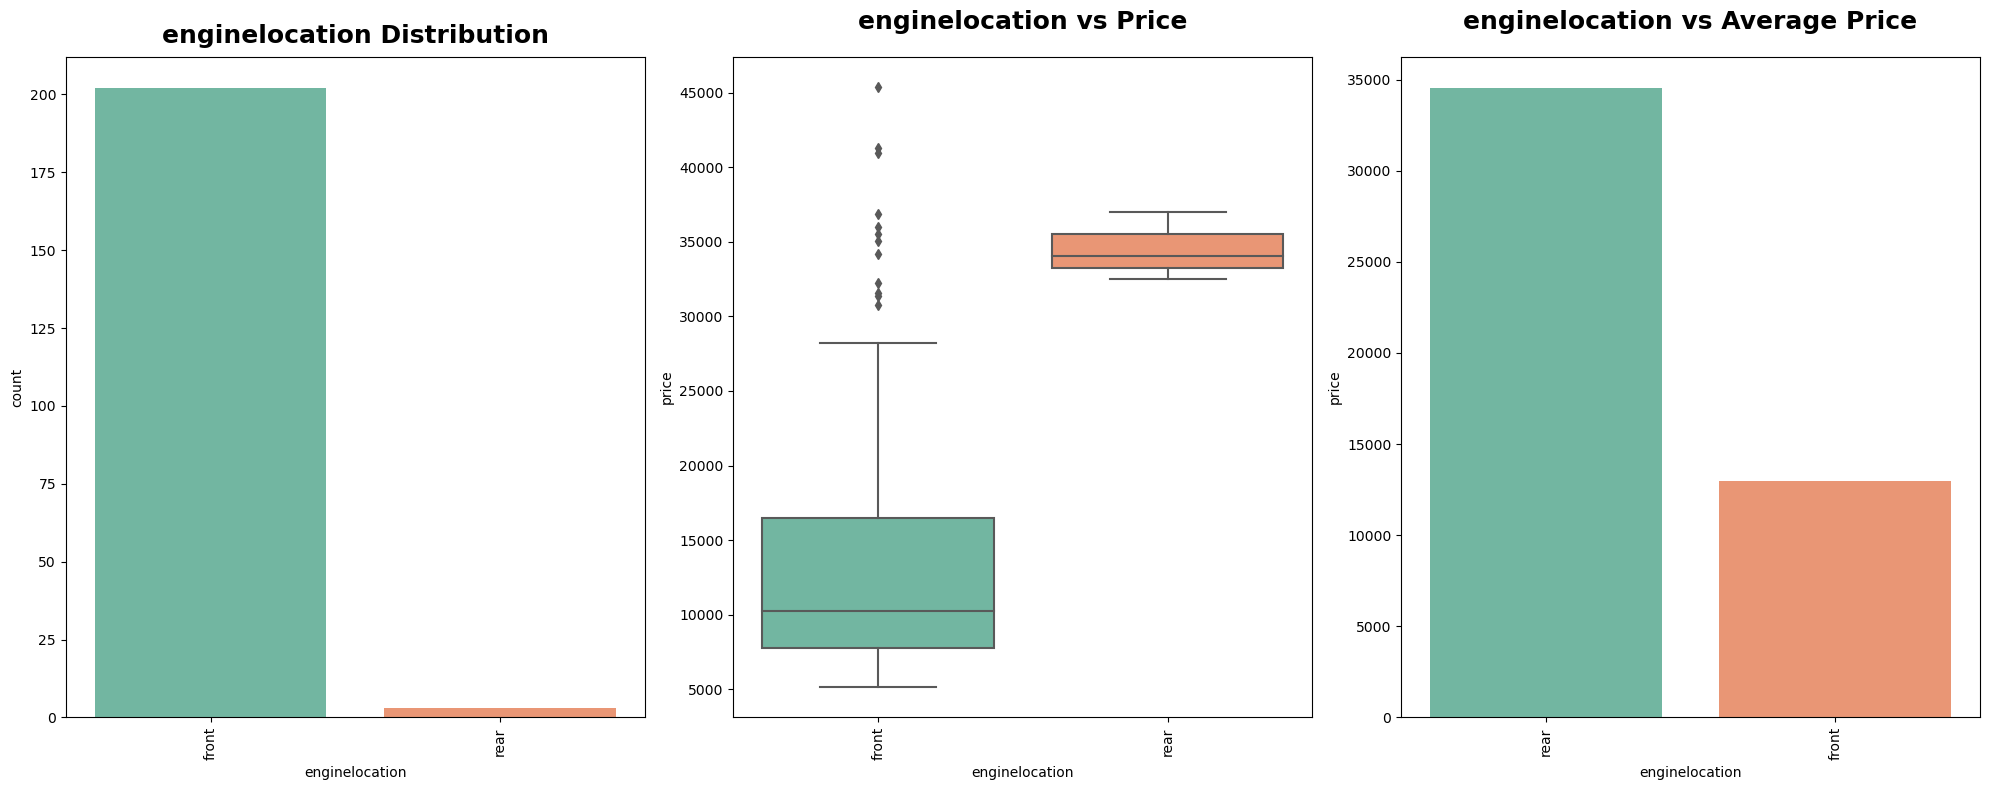 enginelocation Distribution
200
175
150
125
100
75
50
25
0
count
front
rear
enginelocation
enginelocation vs Price
45000
40000
35000
30000
25000
20000
15000
10000
5000
price
front
rear
enginelocation
enginelocation vs Average Price
35000
30000
25000
20000
15000
10000
5000
0
price
rear
front
enginelocation